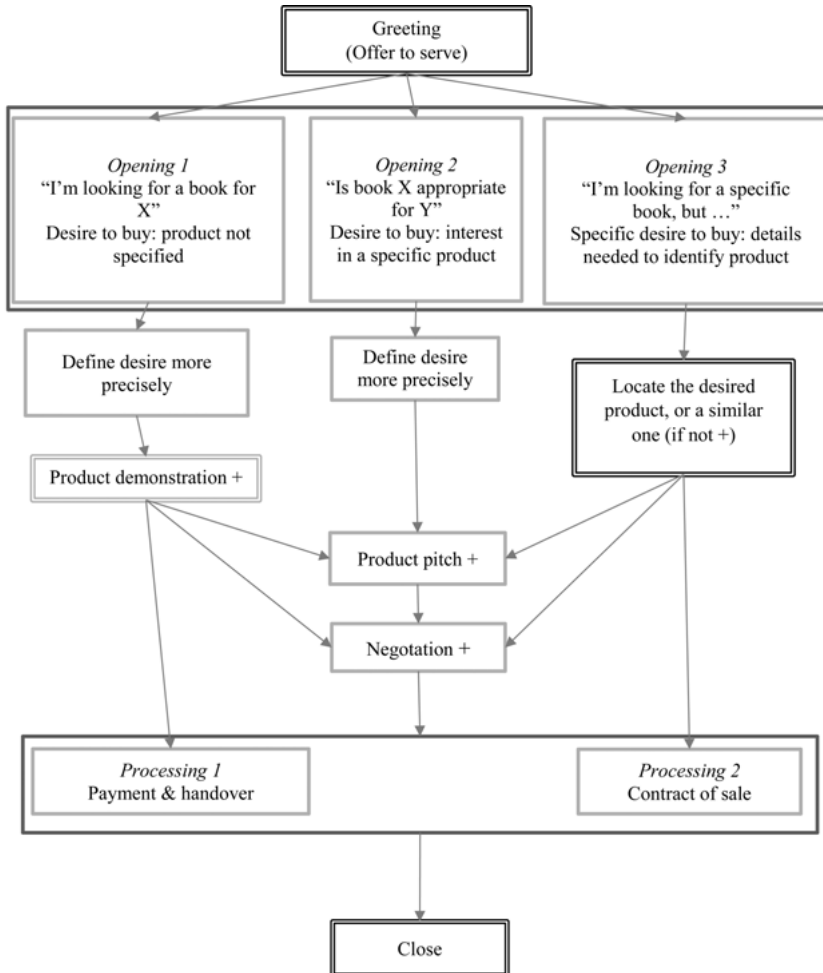 Greeting
(Offer to serve)
Opening 1
“I’m looking for a book for
X”
Desire to buy: product not
specified
Opening 2
“Is book X appropriate
for Y”
Desire to buy: interest
in a specific product
Opening 3
“I’m looking for a specific
book, but …”
Specific desire to buy: details
needed to identify product
Define desire more
precisely
Define desire
more precisely
Locate the desired
product, or a similar
one (if not +)
Product demonstration +
Product pitch +
Negotation +
Processing 1
Payment & handover
Processing 2
Contract of sale
Close